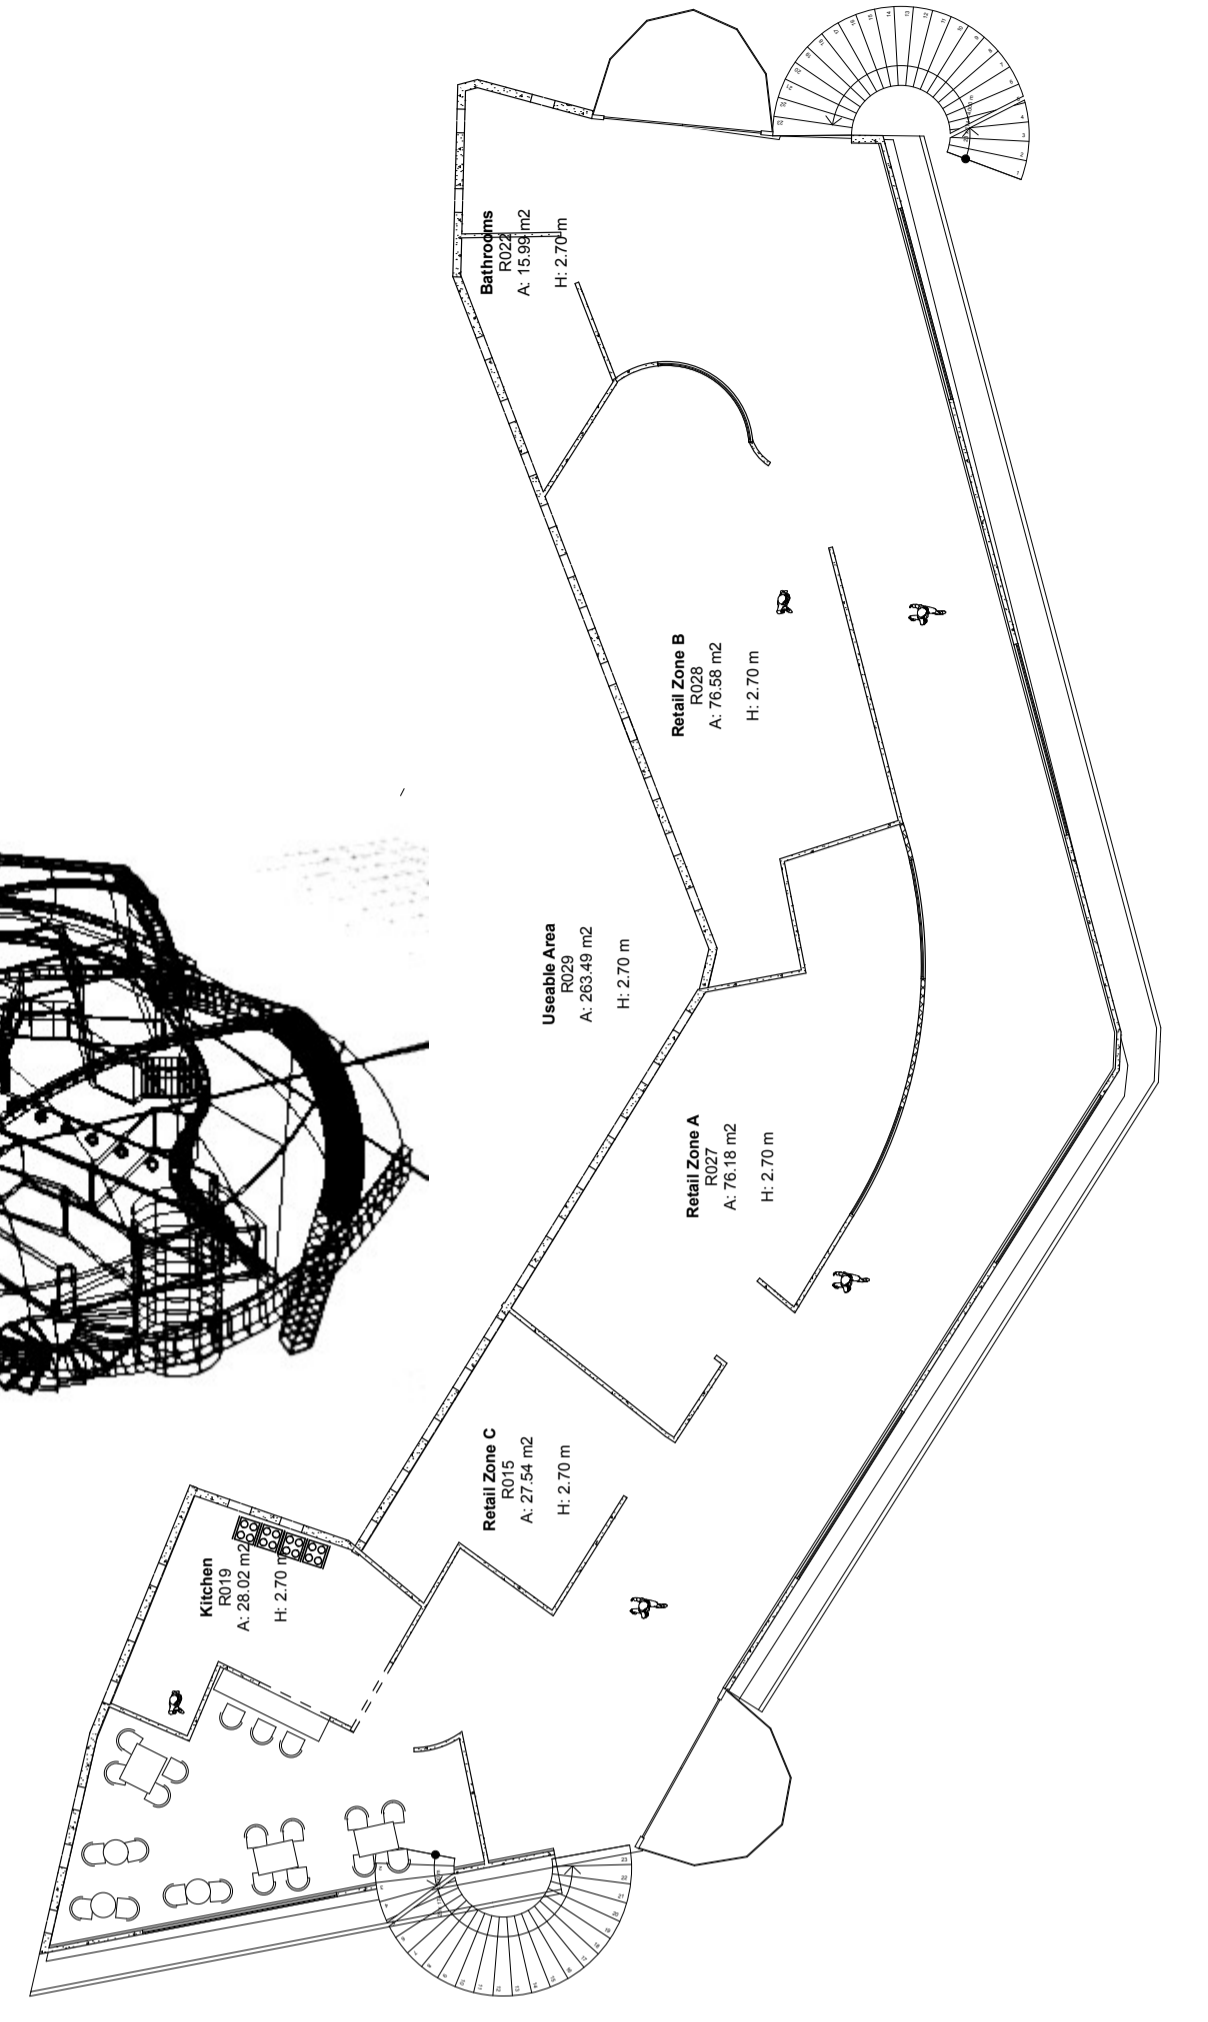 Bathrooms
R022
A: 15.99 m2
H: 2.70 m
Retail Zone B
R028
A: 76.58 m2
H: 2.70 m
Useable Area
R029
A: 263.49 m2
H: 2.70 m
Retail Zone A
R027
A: 76.18 m2
H: 2.70 m
Retail Zone C
R015
A: 27.54 m2
H: 2.70 m
Kitchen
R019
A: 28.02 m2
H: 2.70 m